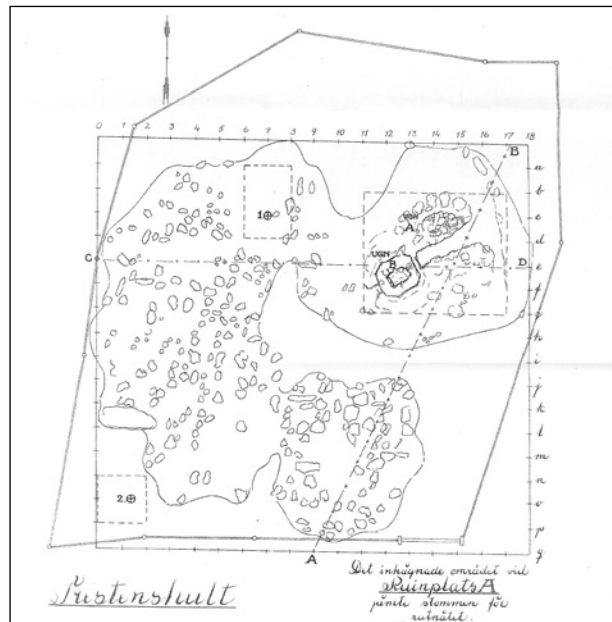 0 1 2 3 4 5 6 7 8 9 10 11 12 13 14 15 16 17 18
B
a
b
c
1
UGN
A
d
C
UGN
B
D
e
f
g
h
i
j
k
l
m
n
2.
o
p
A
q
Trestenshult
Det inhägnade området vid
Ruinplats A
jämte stommen för
rutnätet.